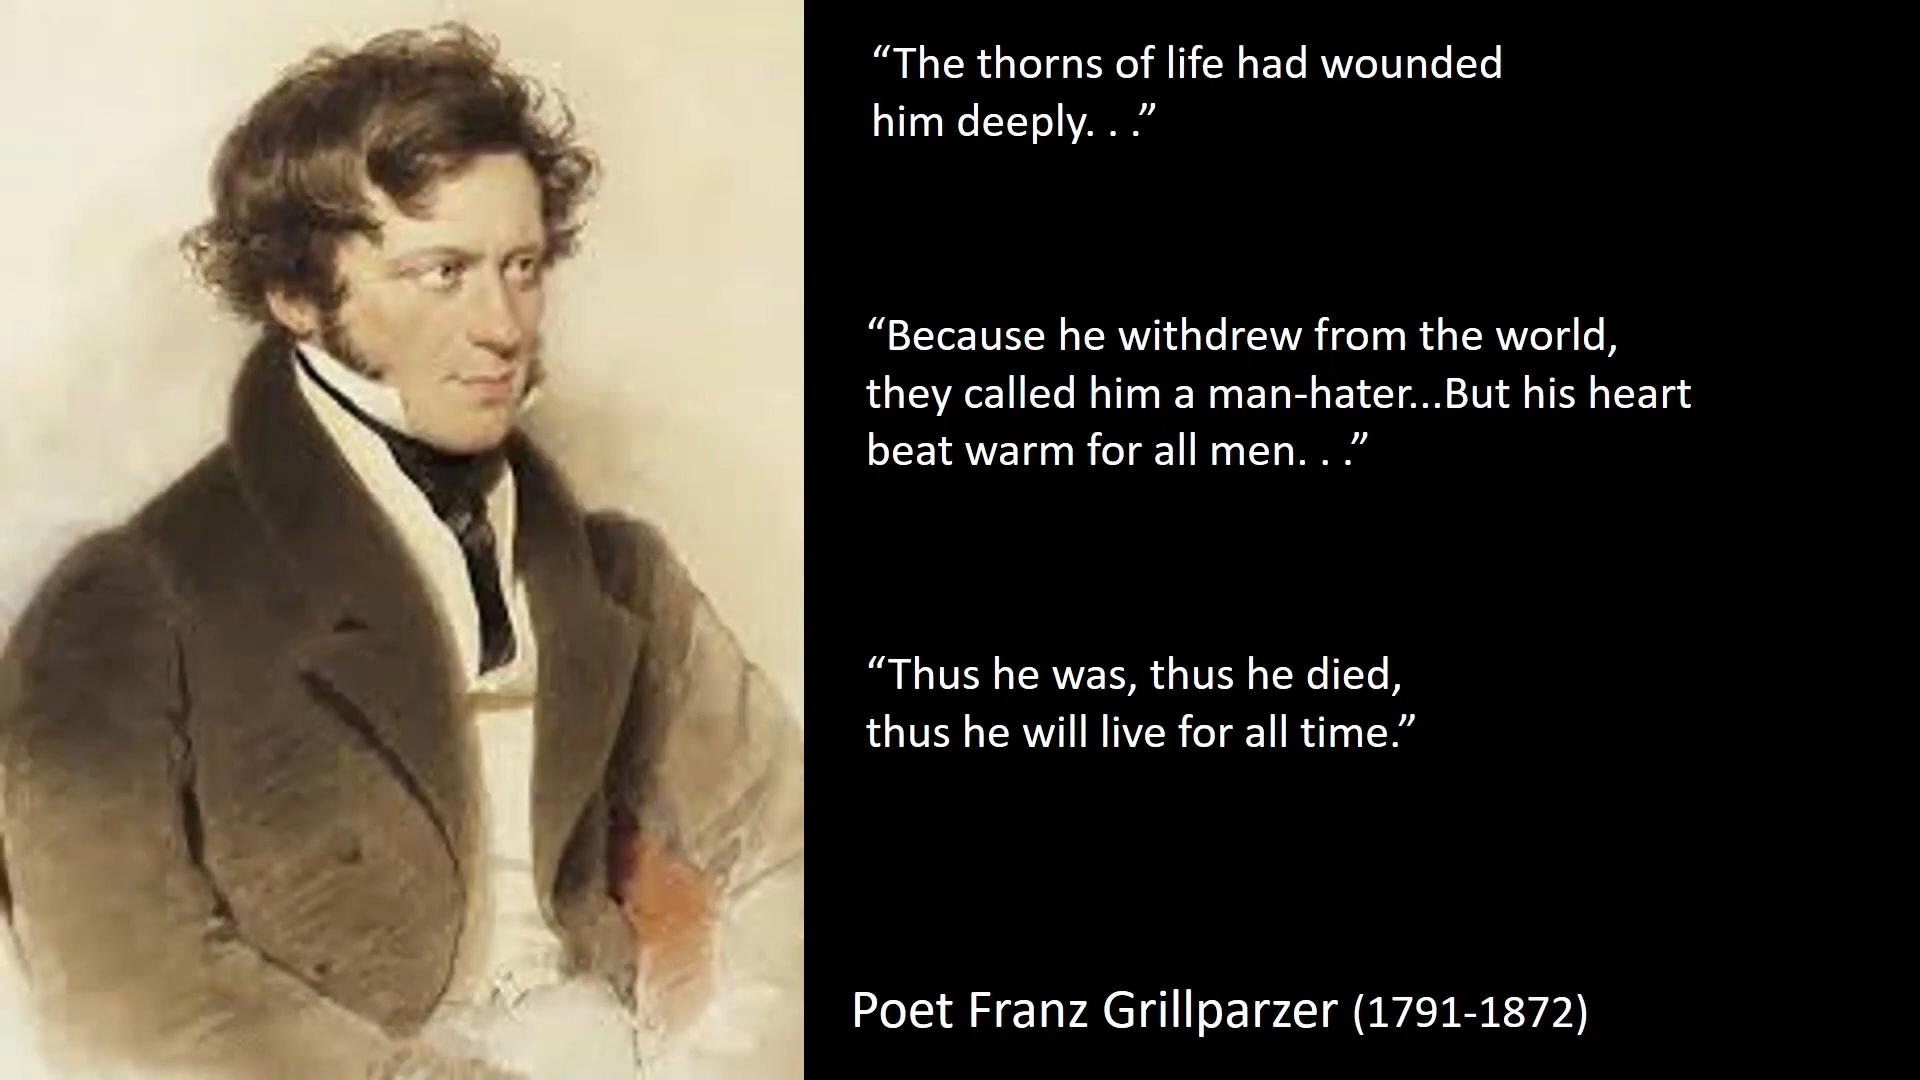 “The thorns of life had wounded
him deeply. . .”
“Because he withdrew from the world,
they called him a man-hater...But his heart
beat warm for all men. . .”
“Thus he was, thus he died,
thus he will live for all time.”
Poet Franz Grillparzer (1791-1872)